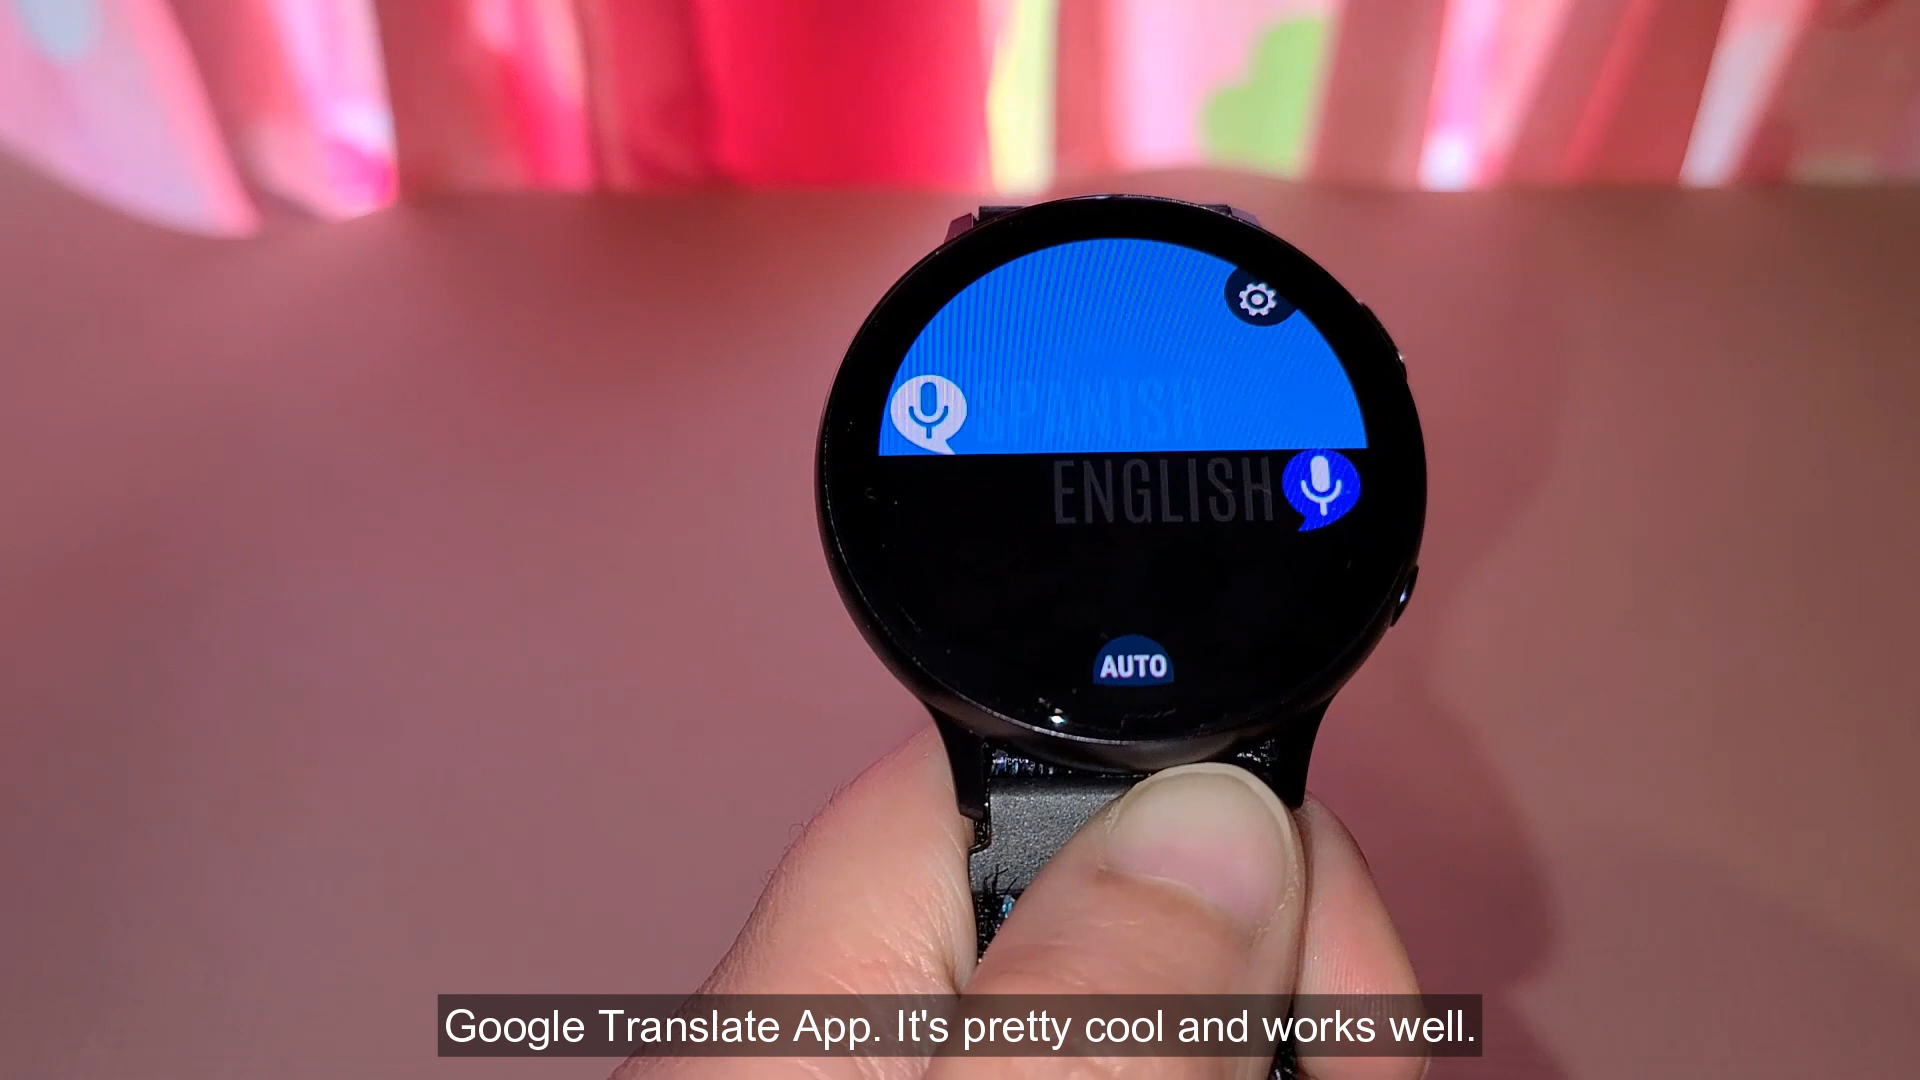 SPANISH
ENGLISH
AUTO
Google Translate App. It's pretty cool and works well.